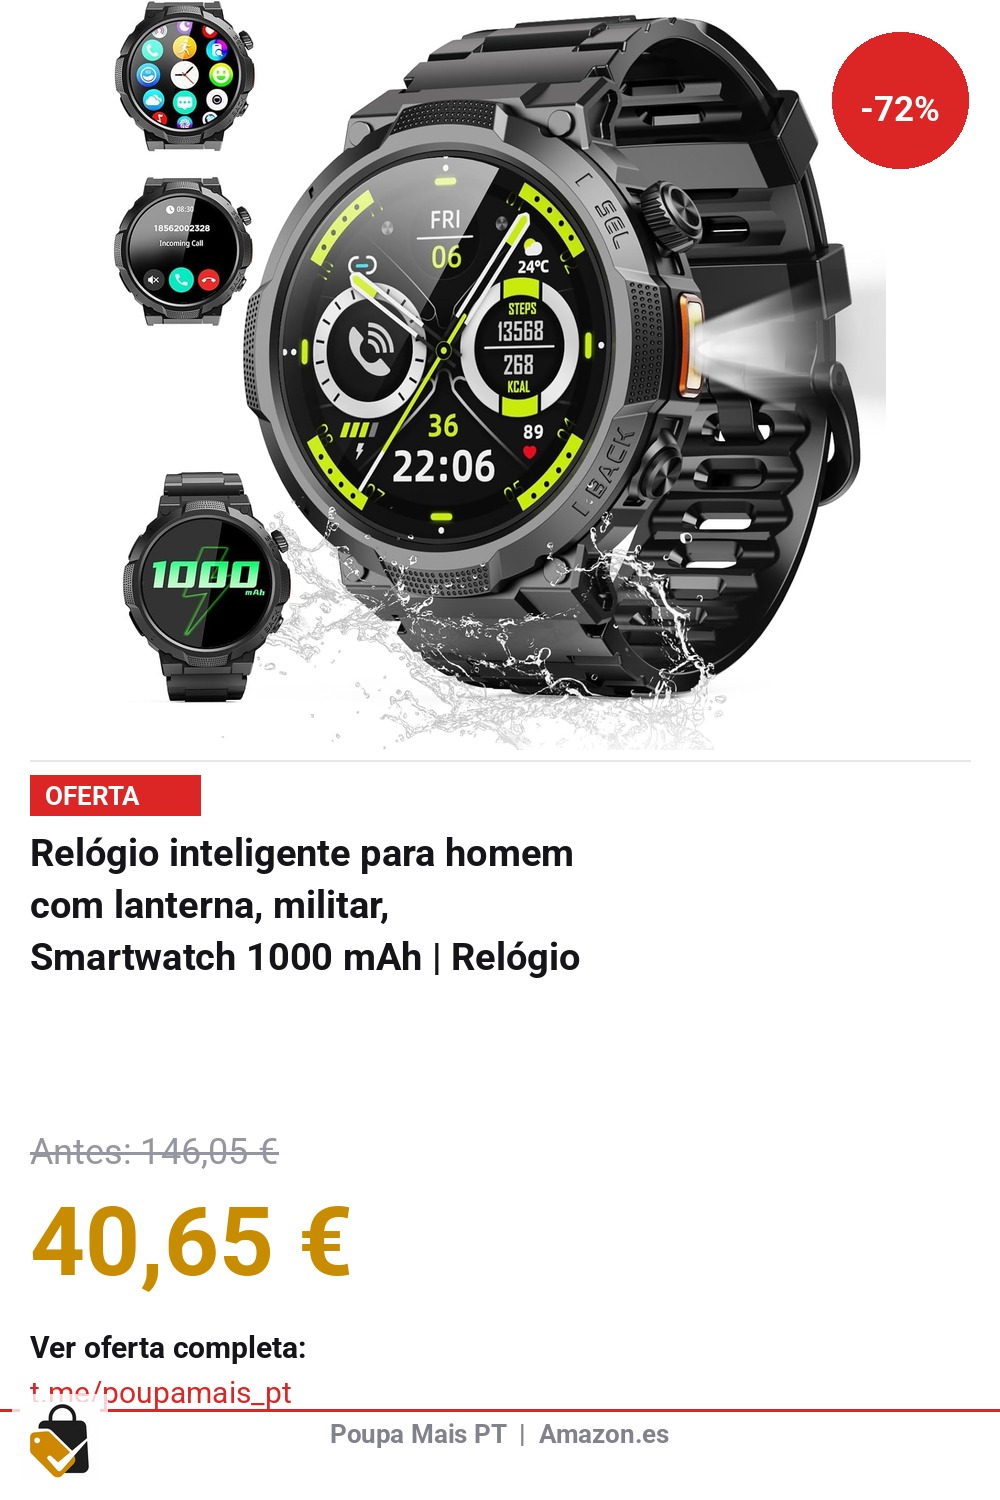 -72%
08:30
18562002328
Incoming Call
FRI
06
24°C
STEPS
13568
268
KCAL
36
89
22:06
SEL
BACK
1000
mAh
OFERTA
Relógio inteligente para homem
com lanterna, militar,
Smartwatch 1000 mAh | Relógio
Antes: 146,05 €
40,65 €
Ver oferta completa:
t.me/poupamais_pt
Poupa Mais PT | Amazon.es